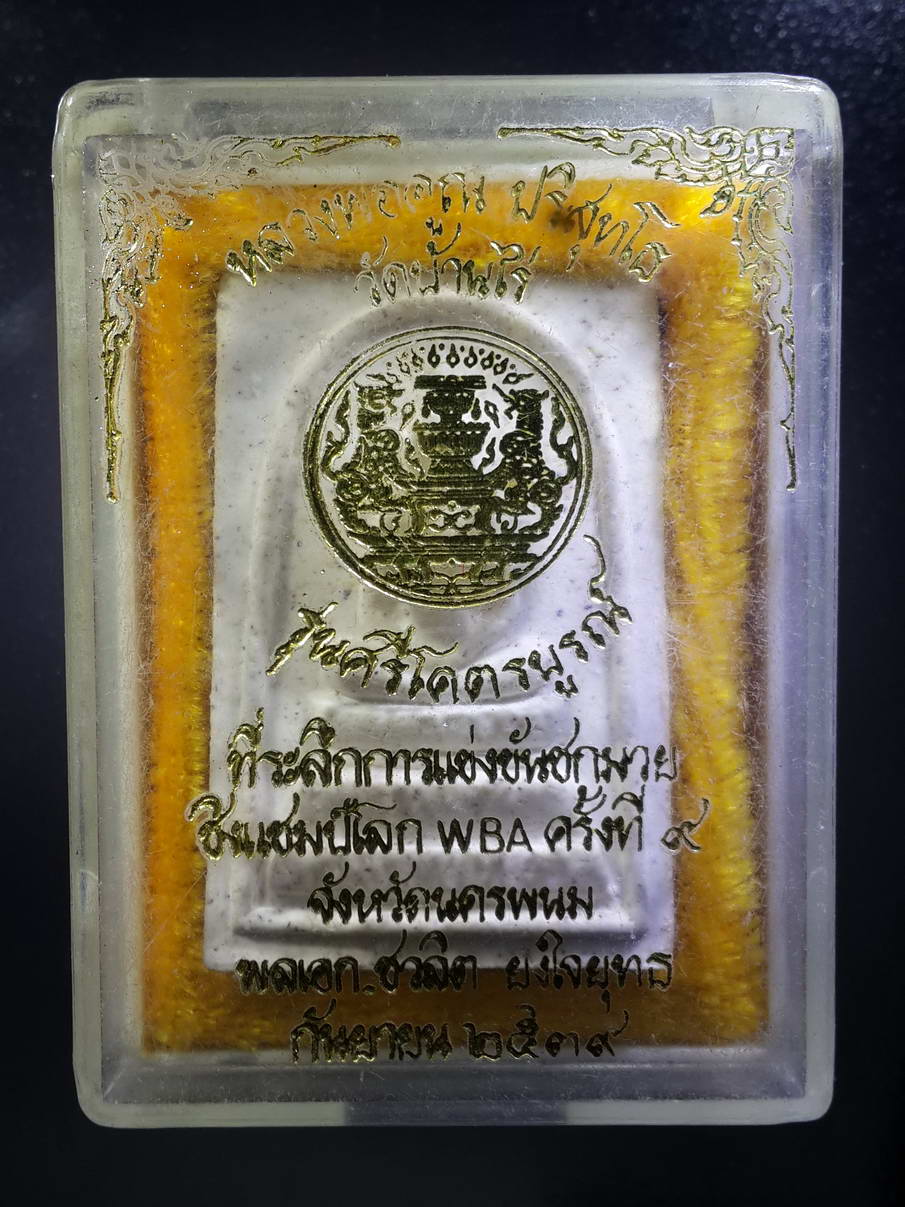 หลวงพ่อคูณ ปริสุทโธ
วัดบ้านไร่
รุ่นศรีโคตรบูรณ์
ที่ระลึกการแข่งขันชกมวย
ชิงแชมป์โลก WBA ครั้งที่ ๙
จังหวัดนครพนม
พลเอก.ชวลิต ยงใจยุทธ
กันยายน ๒๕๓๙